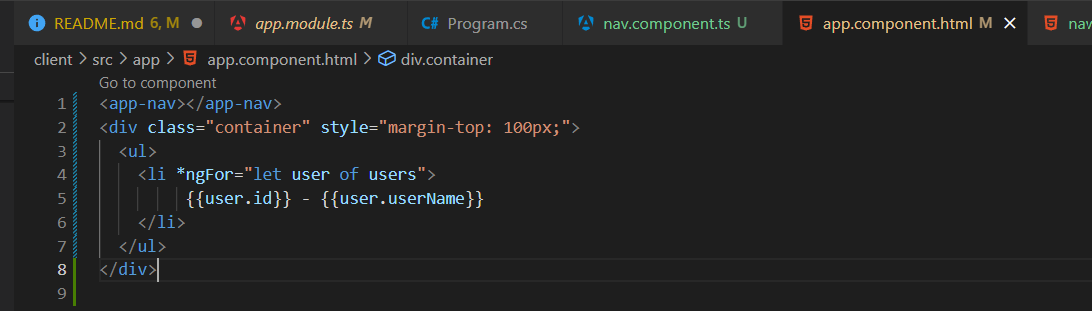 README.md 6, M app.module.ts M C# Program.cs nav.component.ts U app.component.html M
client > src > app > app.component.html > div.container
Go to component
1 <app-nav></app-nav>
2 <div class="container" style="margin-top: 100px;">
3 <ul>
4 <li *ngFor="let user of users">
5 {{user.id}} - {{user.userName}}
6 </li>
7 </ul>
8 </div>
9